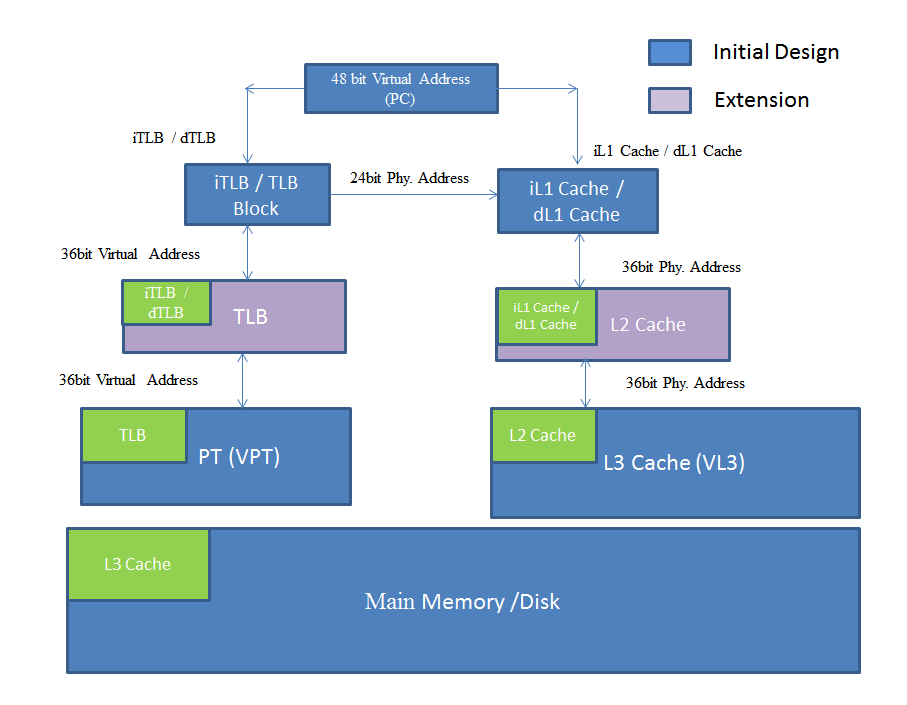 Initial Design
48 bit Virtual Address
(PC)
Extension
iTLB / dTLB
iL1 Cache / dL1 Cache
iTLB / TLB
Block
24bit Phy. Address
iL1 Cache /
dL1 Cache
36bit Virtual Address
36bit Phy. Address
iTLB /
dTLB
TLB
iL1 Cache /
dL1 Cache
L2 Cache
36bit Virtual Address
36bit Phy. Address
TLB
PT (VPT)
L2 Cache
L3 Cache (VL3)
L3 Cache
Main Memory /Disk